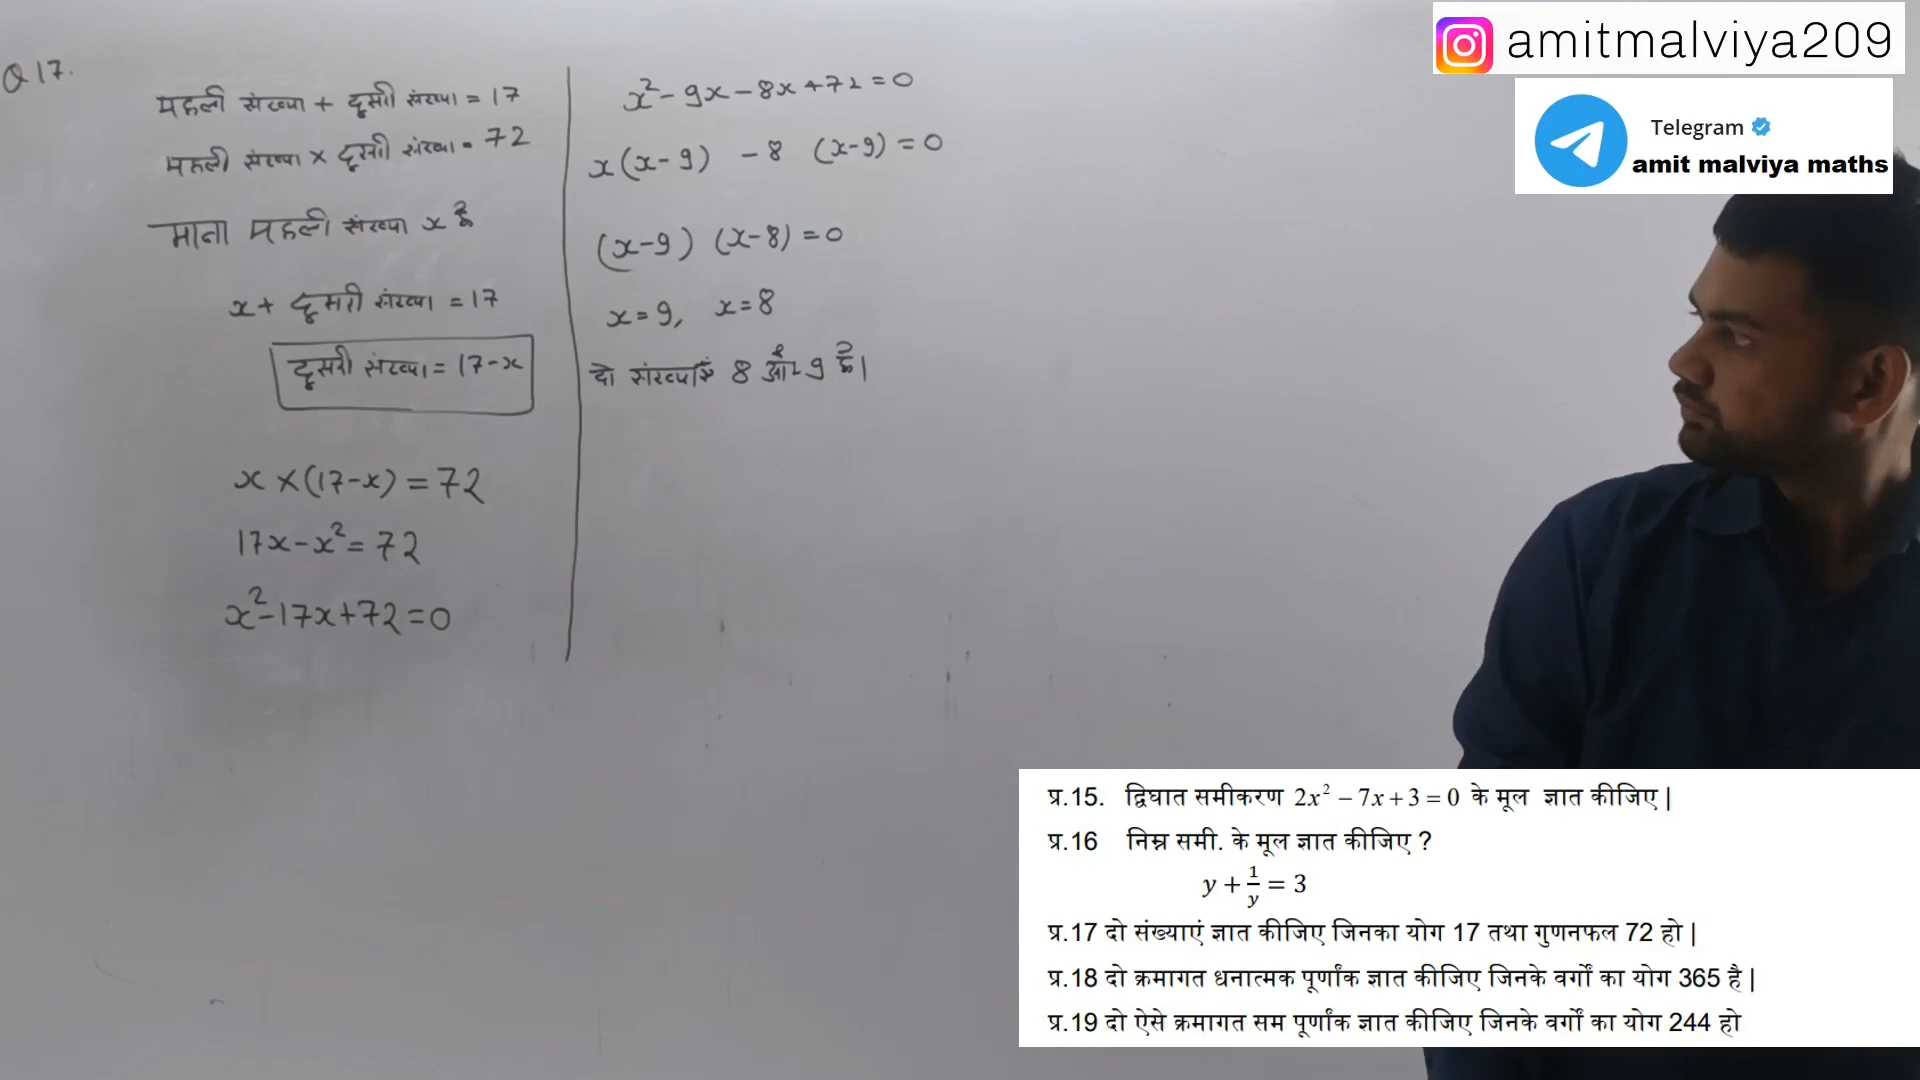 Q 17.
पहली संख्या + दूसरी संख्या = 17
पहली संख्या × दूसरी संख्या = 72
माना पहली संख्या x है
x + दूसरी संख्या = 17
दूसरी संख्या = 17-x
x × (17-x) = 72
17x - x² = 72
x² - 17x + 72 = 0
x² - 9x - 8x + 72 = 0
x(x-9) - 8 (x-9) = 0
(x-9) (x-8) = 0
x = 9, x = 8
दो संख्याएँ 8 और 9 है।
amitmalviya209
Telegram
amit malviya maths
प्र.15. द्विघात समीकरण 2x² − 7x + 3 = 0 के मूल ज्ञात कीजिए |
प्र.16 निम्न समी. के मूल ज्ञात कीजिए ?
y + 1/y = 3
प्र.17 दो संख्याएं ज्ञात कीजिए जिनका योग 17 तथा गुणनफल 72 हो |
प्र.18 दो क्रमागत धनात्मक पूर्णांक ज्ञात कीजिए जिनके वर्गों का योग 365 है |
प्र.19 दो ऐसे क्रमागत सम पूर्णांक ज्ञात कीजिए जिनके वर्गों का योग 244 हो